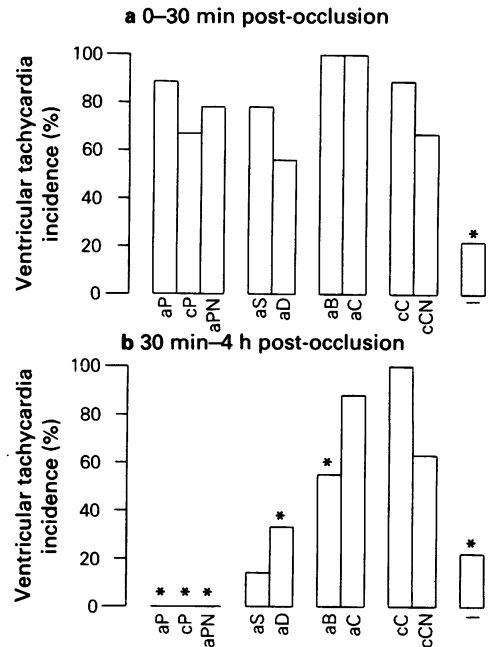 a 0–30 min post-occlusion
Ventricular tachycardia
incidence (%)
100
80
60
40
20
0
*
aP
cP
aPN
aS
aD
aB
aC
cC
cCN
I
b 30 min–4 h post-occlusion
Ventricular tachycardia
incidence (%)
100
80
60
40
20
0
* * * * * *
aP
cP
aPN
aS
aD
aB
aC
cC
cCN
I